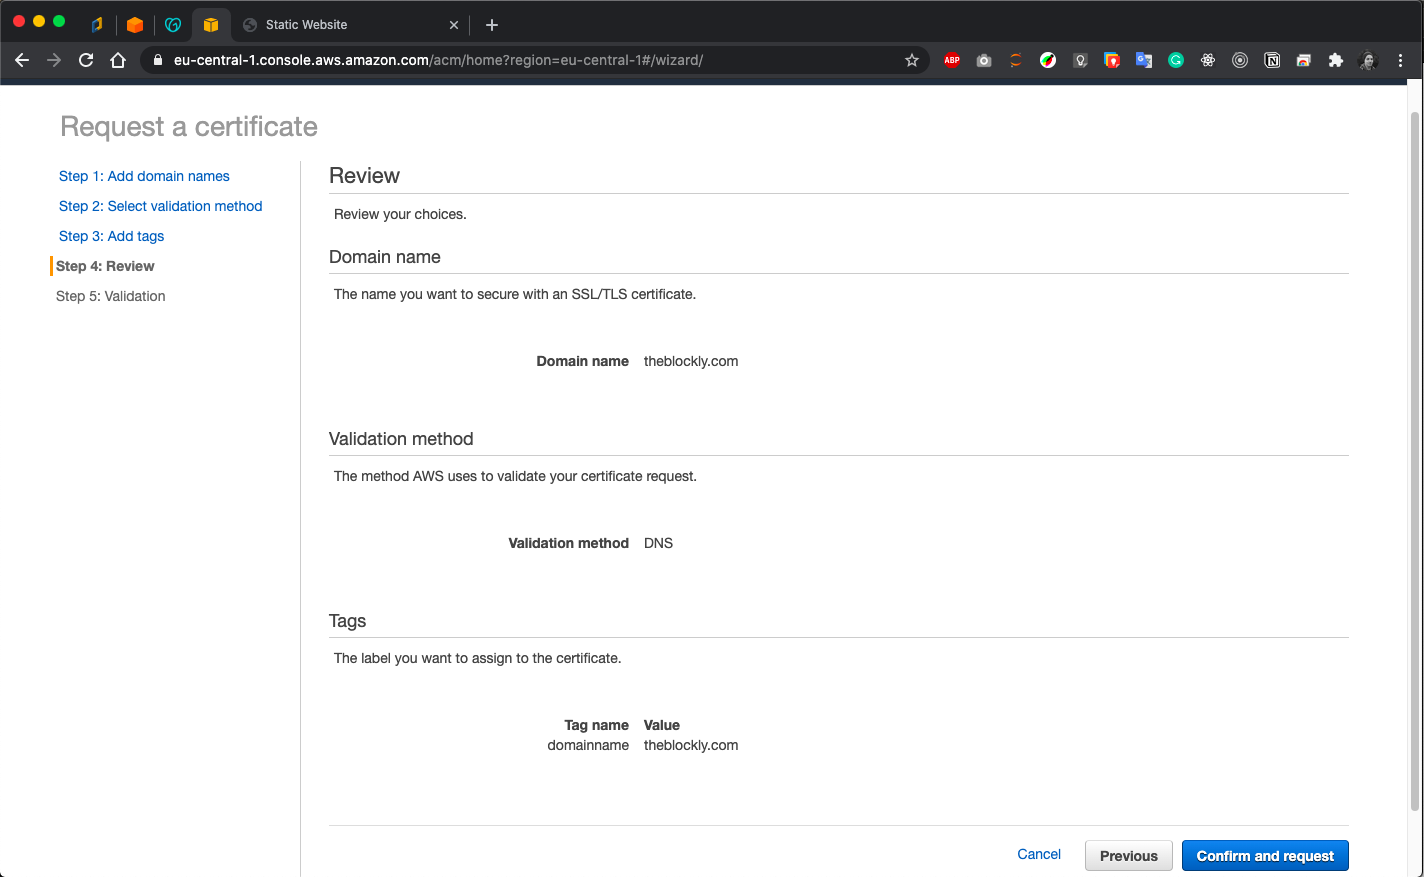 Static Website
eu-central-1.console.aws.amazon.com/acm/home?region=eu-central-1#/wizard/
ABP
Request a certificate
Step 1: Add domain names
Step 2: Select validation method
Step 3: Add tags
Step 4: Review
Step 5: Validation
Review
Review your choices.
Domain name
The name you want to secure with an SSL/TLS certificate.
Domain name theblockly.com
Validation method
The method AWS uses to validate your certificate request.
Validation method DNS
Tags
The label you want to assign to the certificate.
Tag name Value
domainname theblockly.com
Cancel Previous Confirm and request